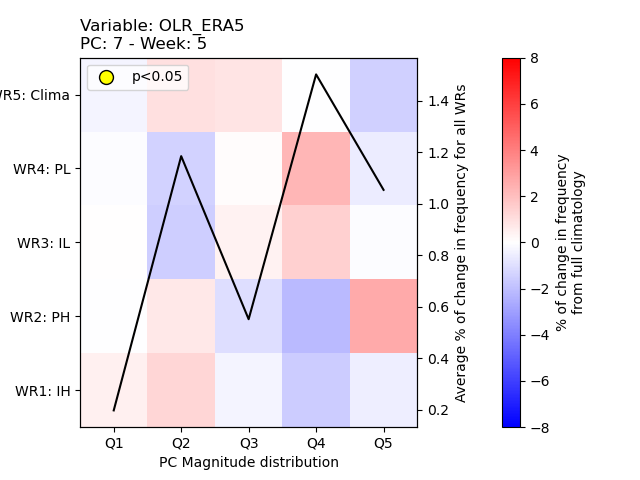 Variable: OLR_ERA5
PC: 7 - Week: 5
p<0.05
WR5: Clima
WR4: PL
WR3: IL
WR2: PH
WR1: IH
Q1 Q2 Q3 Q4 Q5
PC Magnitude distribution
1.4
1.2
1.0
0.8
0.6
0.4
0.2
Average % of change in frequency for all WRs
8
6
4
2
0
−2
−4
−6
−8
% of change in frequency
from full climatology